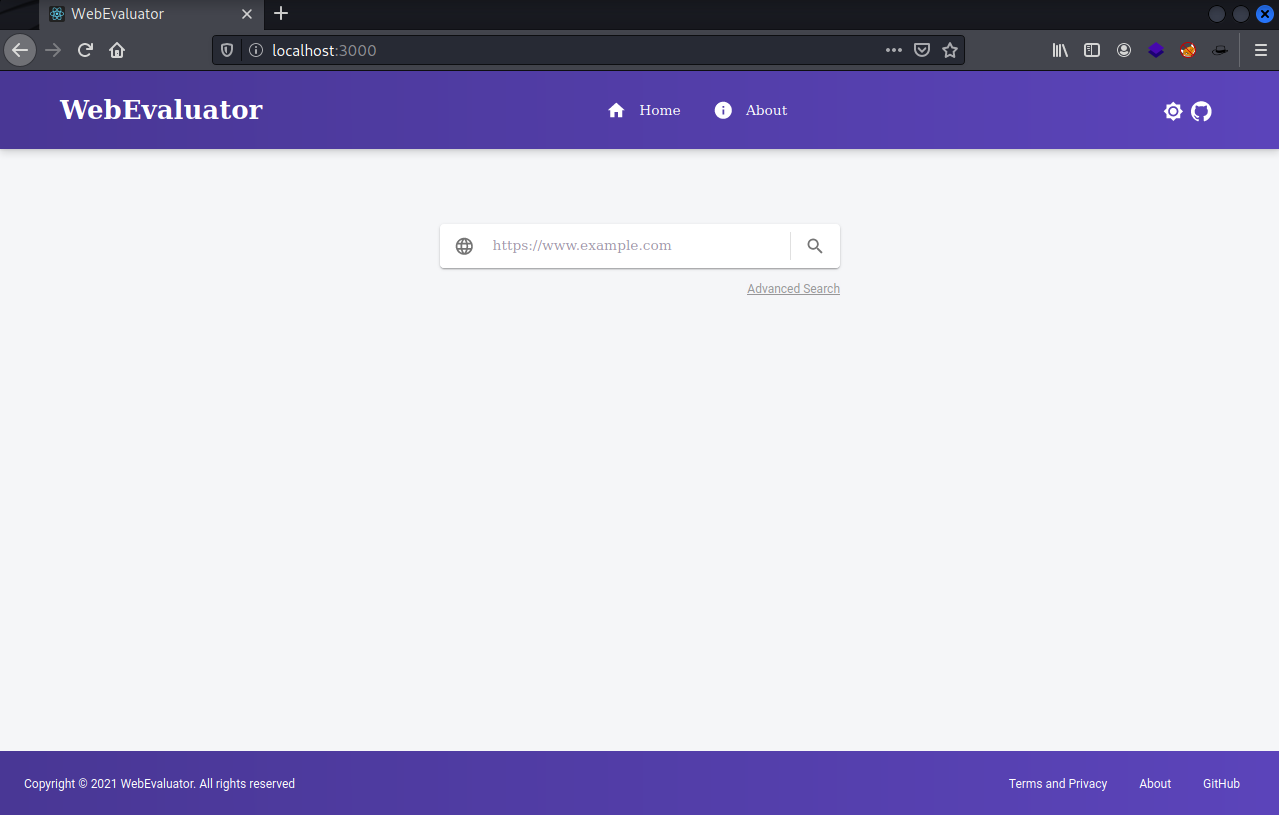 WebEvaluator
localhost:3000
WebEvaluator
Home
About
https://www.example.com
Advanced Search
Copyright © 2021 WebEvaluator. All rights reserved
Terms and Privacy
About
GitHub